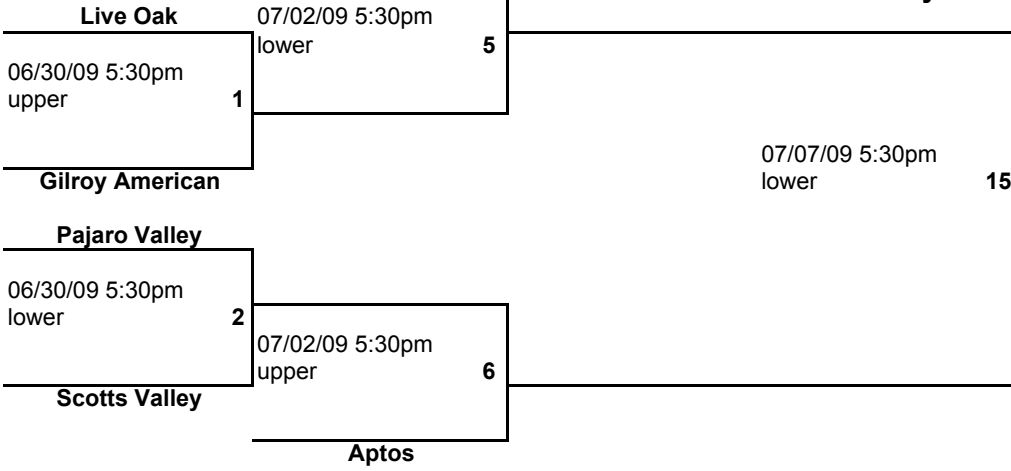 Live Oak
07/02/09 5:30pm
lower 5
06/30/09 5:30pm
upper 1
07/07/09 5:30pm
lower 15
Gilroy American
Pajaro Valley
06/30/09 5:30pm
lower 2
07/02/09 5:30pm
upper 6
Scotts Valley
Aptos